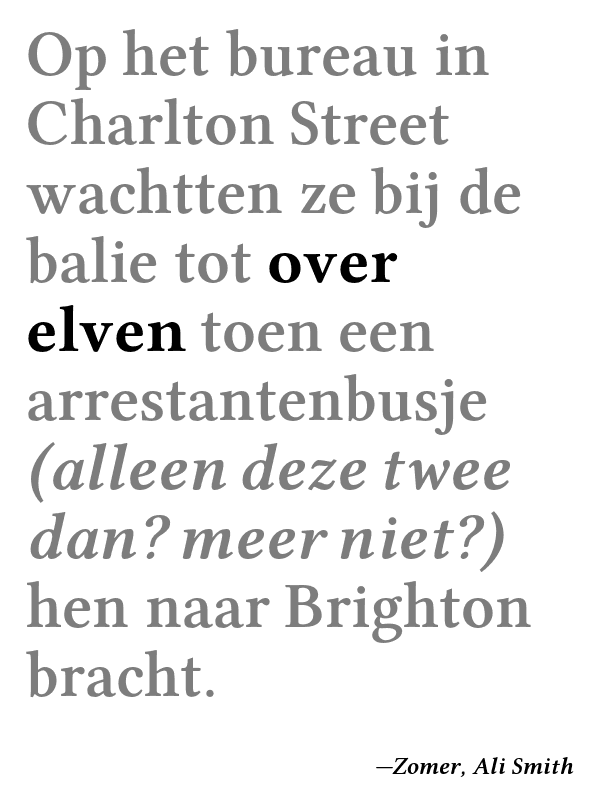 Op het bureau in
Charlton Street
wachtten ze bij de
balie tot over
elven toen een
arrestantenbusje
(alleen deze twee
dan? meer niet?)
hen naar Brighton
bracht.
—Zomer, Ali Smith